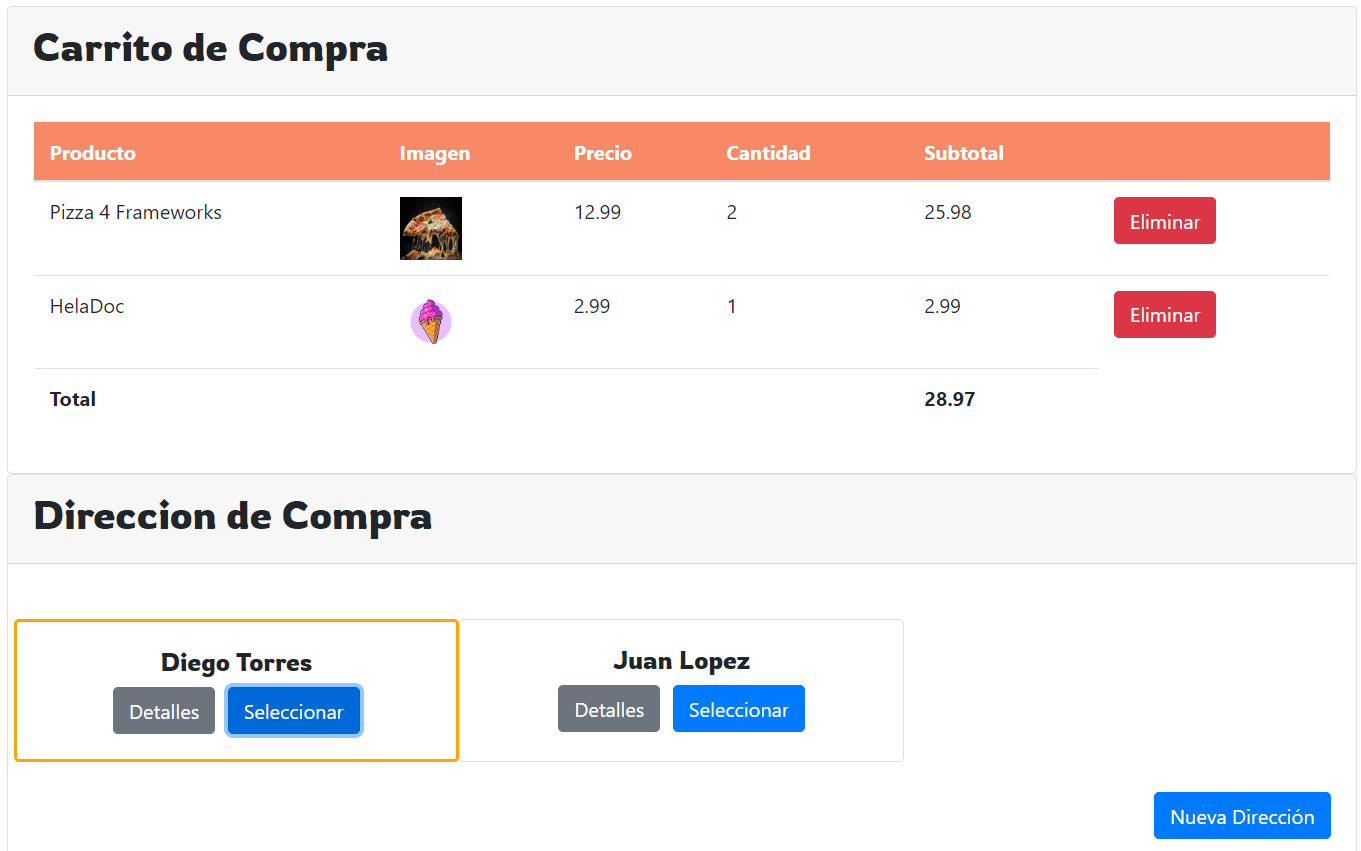 Carrito de Compra
Producto Imagen Precio Cantidad Subtotal
Pizza 4 Frameworks 12.99 2 25.98 Eliminar
HelaDoc 2.99 1 2.99 Eliminar
Total 28.97
Direccion de Compra
Diego Torres
Detalles Seleccionar
Juan Lopez
Detalles Seleccionar
Nueva Dirección